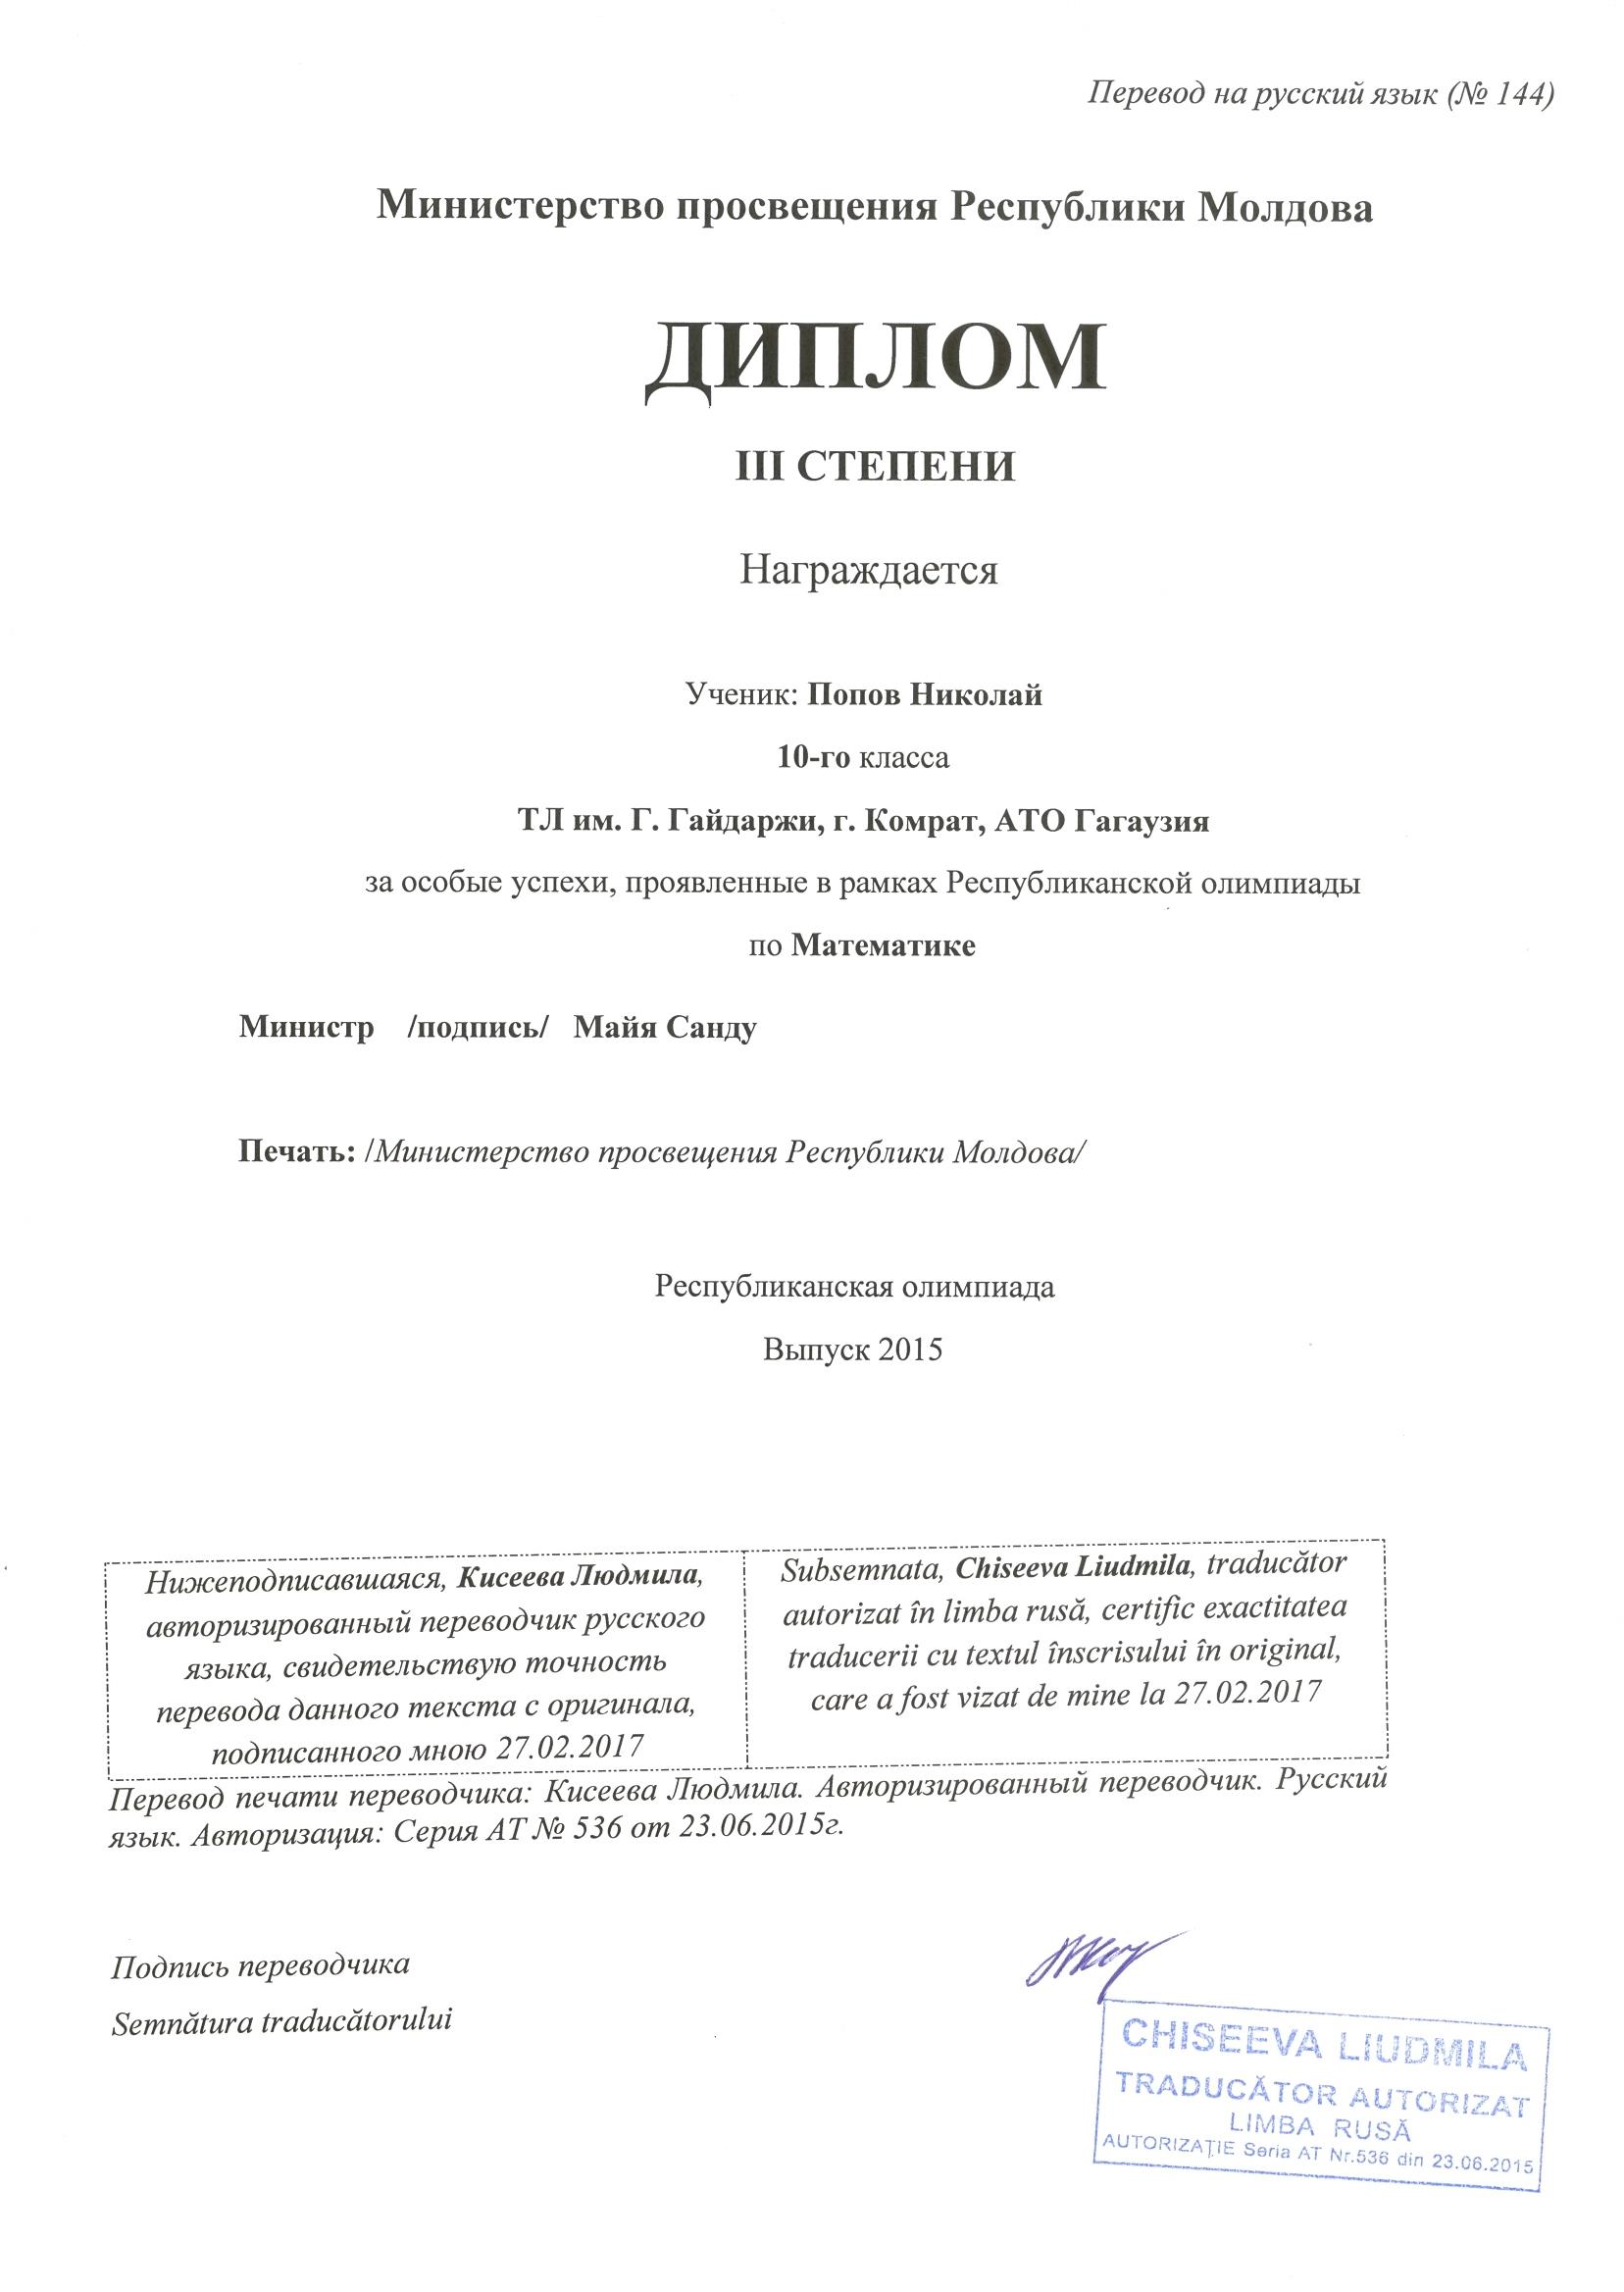 Перевод на русский язык (№ 144)
Министерство просвещения Республики Молдова
ДИПЛОМ
III СТЕПЕНИ
Награждается
Ученик: Попов Николай
10-го класса
ТЛ им. Г. Гайдаржи, г. Комрат, АТО Гагаузия
за особые успехи, проявленные в рамках Республиканской олимпиады
по Математике
Министр /подпись/ Майя Санду
Печать: /Министерство просвещения Республики Молдова/
Республиканская олимпиада
Выпуск 2015
Нижеподписавшаяся, Кисеева Людмила,
авторизированный переводчик русского
языка, свидетельствую точность
перевода данного текста с оригинала,
подписанного мною 27.02.2017
Subsemnata, Chiseeva Liudmila, traducător
autorizat în limba rusă, certific exactitatea
traducerii cu textul înscrisului în original,
care a fost vizat de mine la 27.02.2017
Перевод печати переводчика: Кисеева Людмила. Авторизированный переводчик. Русский
язык. Авторизация: Серия АТ № 536 от 23.06.2015г.
Подпись переводчика
Semnătura traducătorului
CHISEEVA LIUDMILA
TRADUCĂTOR AUTORIZAT
LIMBA RUSĂ
AUTORIZAŢIE Seria AT Nr.536 din 23.06.2015